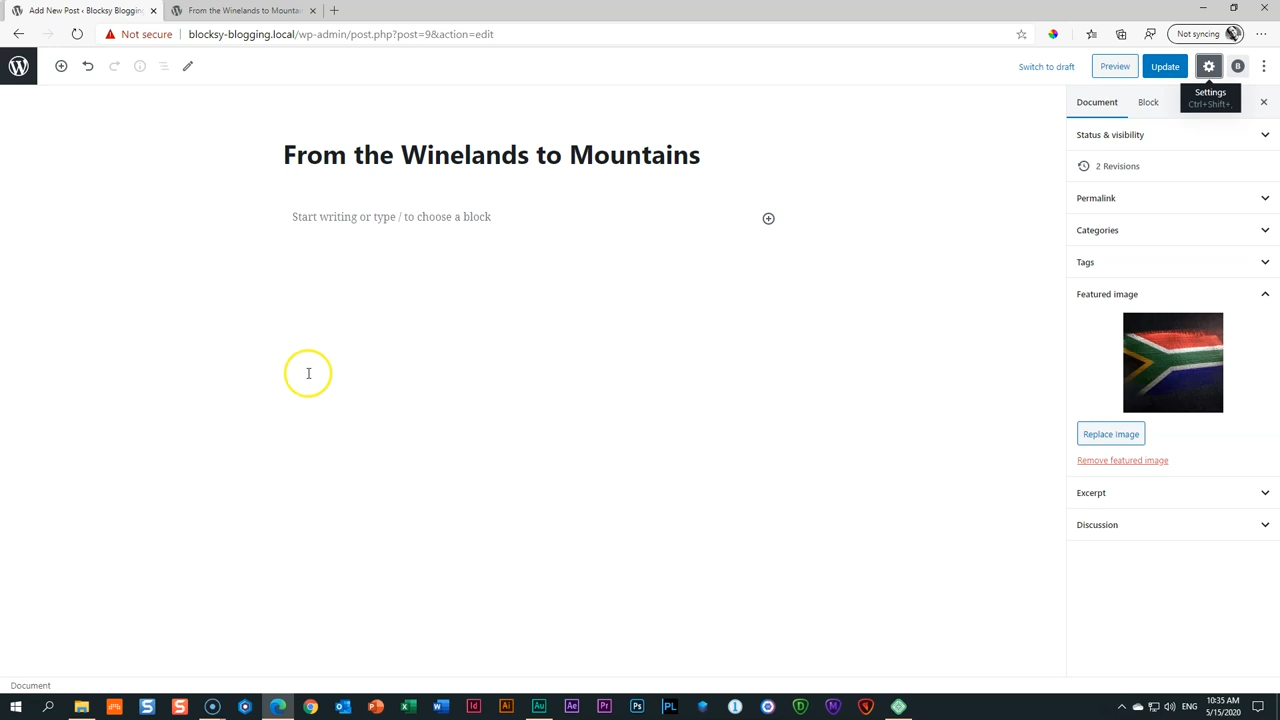 Add New Post ‹ Blocksy Blogging
From the Winelands to Mountai
Not secure
blocksy-blogging.local/wp-admin/post.php?post=9&action=edit
Not syncing
Switch to draft
Preview
Update
B
Settings
Ctrl+Shift+,
Document
Block
Status & visibility
From the Winelands to Mountains
2 Revisions
Permalink
Start writing or type / to choose a block
Categories
Tags
Featured image
Replace Image
Remove featured image
Excerpt
Discussion
Document
ENG
10:35 AM
5/15/2020